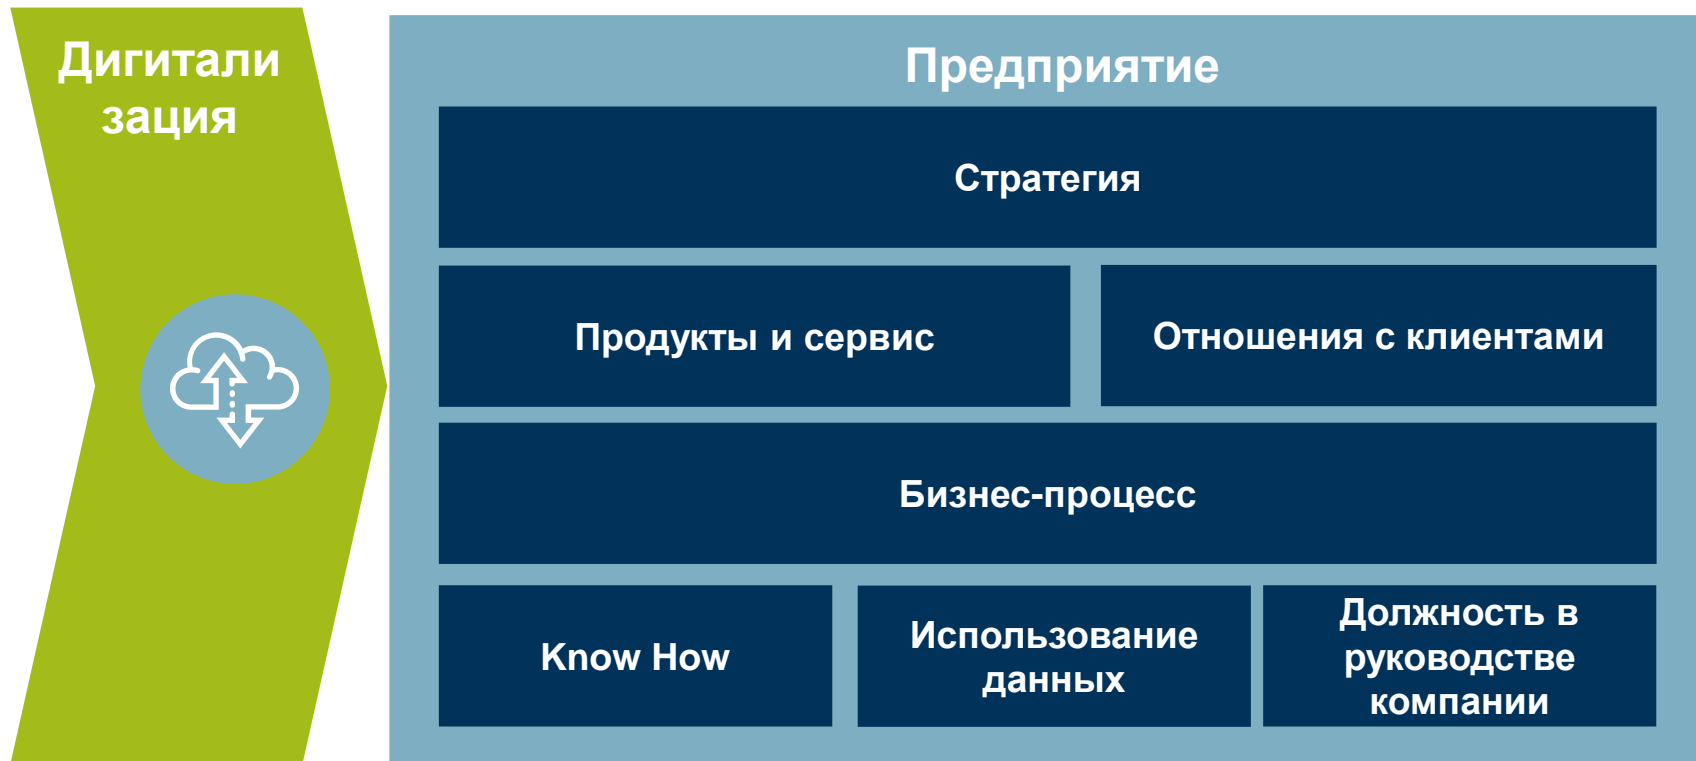 Дигитали
зация
Предприятие
Стратегия
Продукты и сервис
Отношения с клиентами
Бизнес-процесс
Know How
Использование
данных
Должность в
руководстве
компании